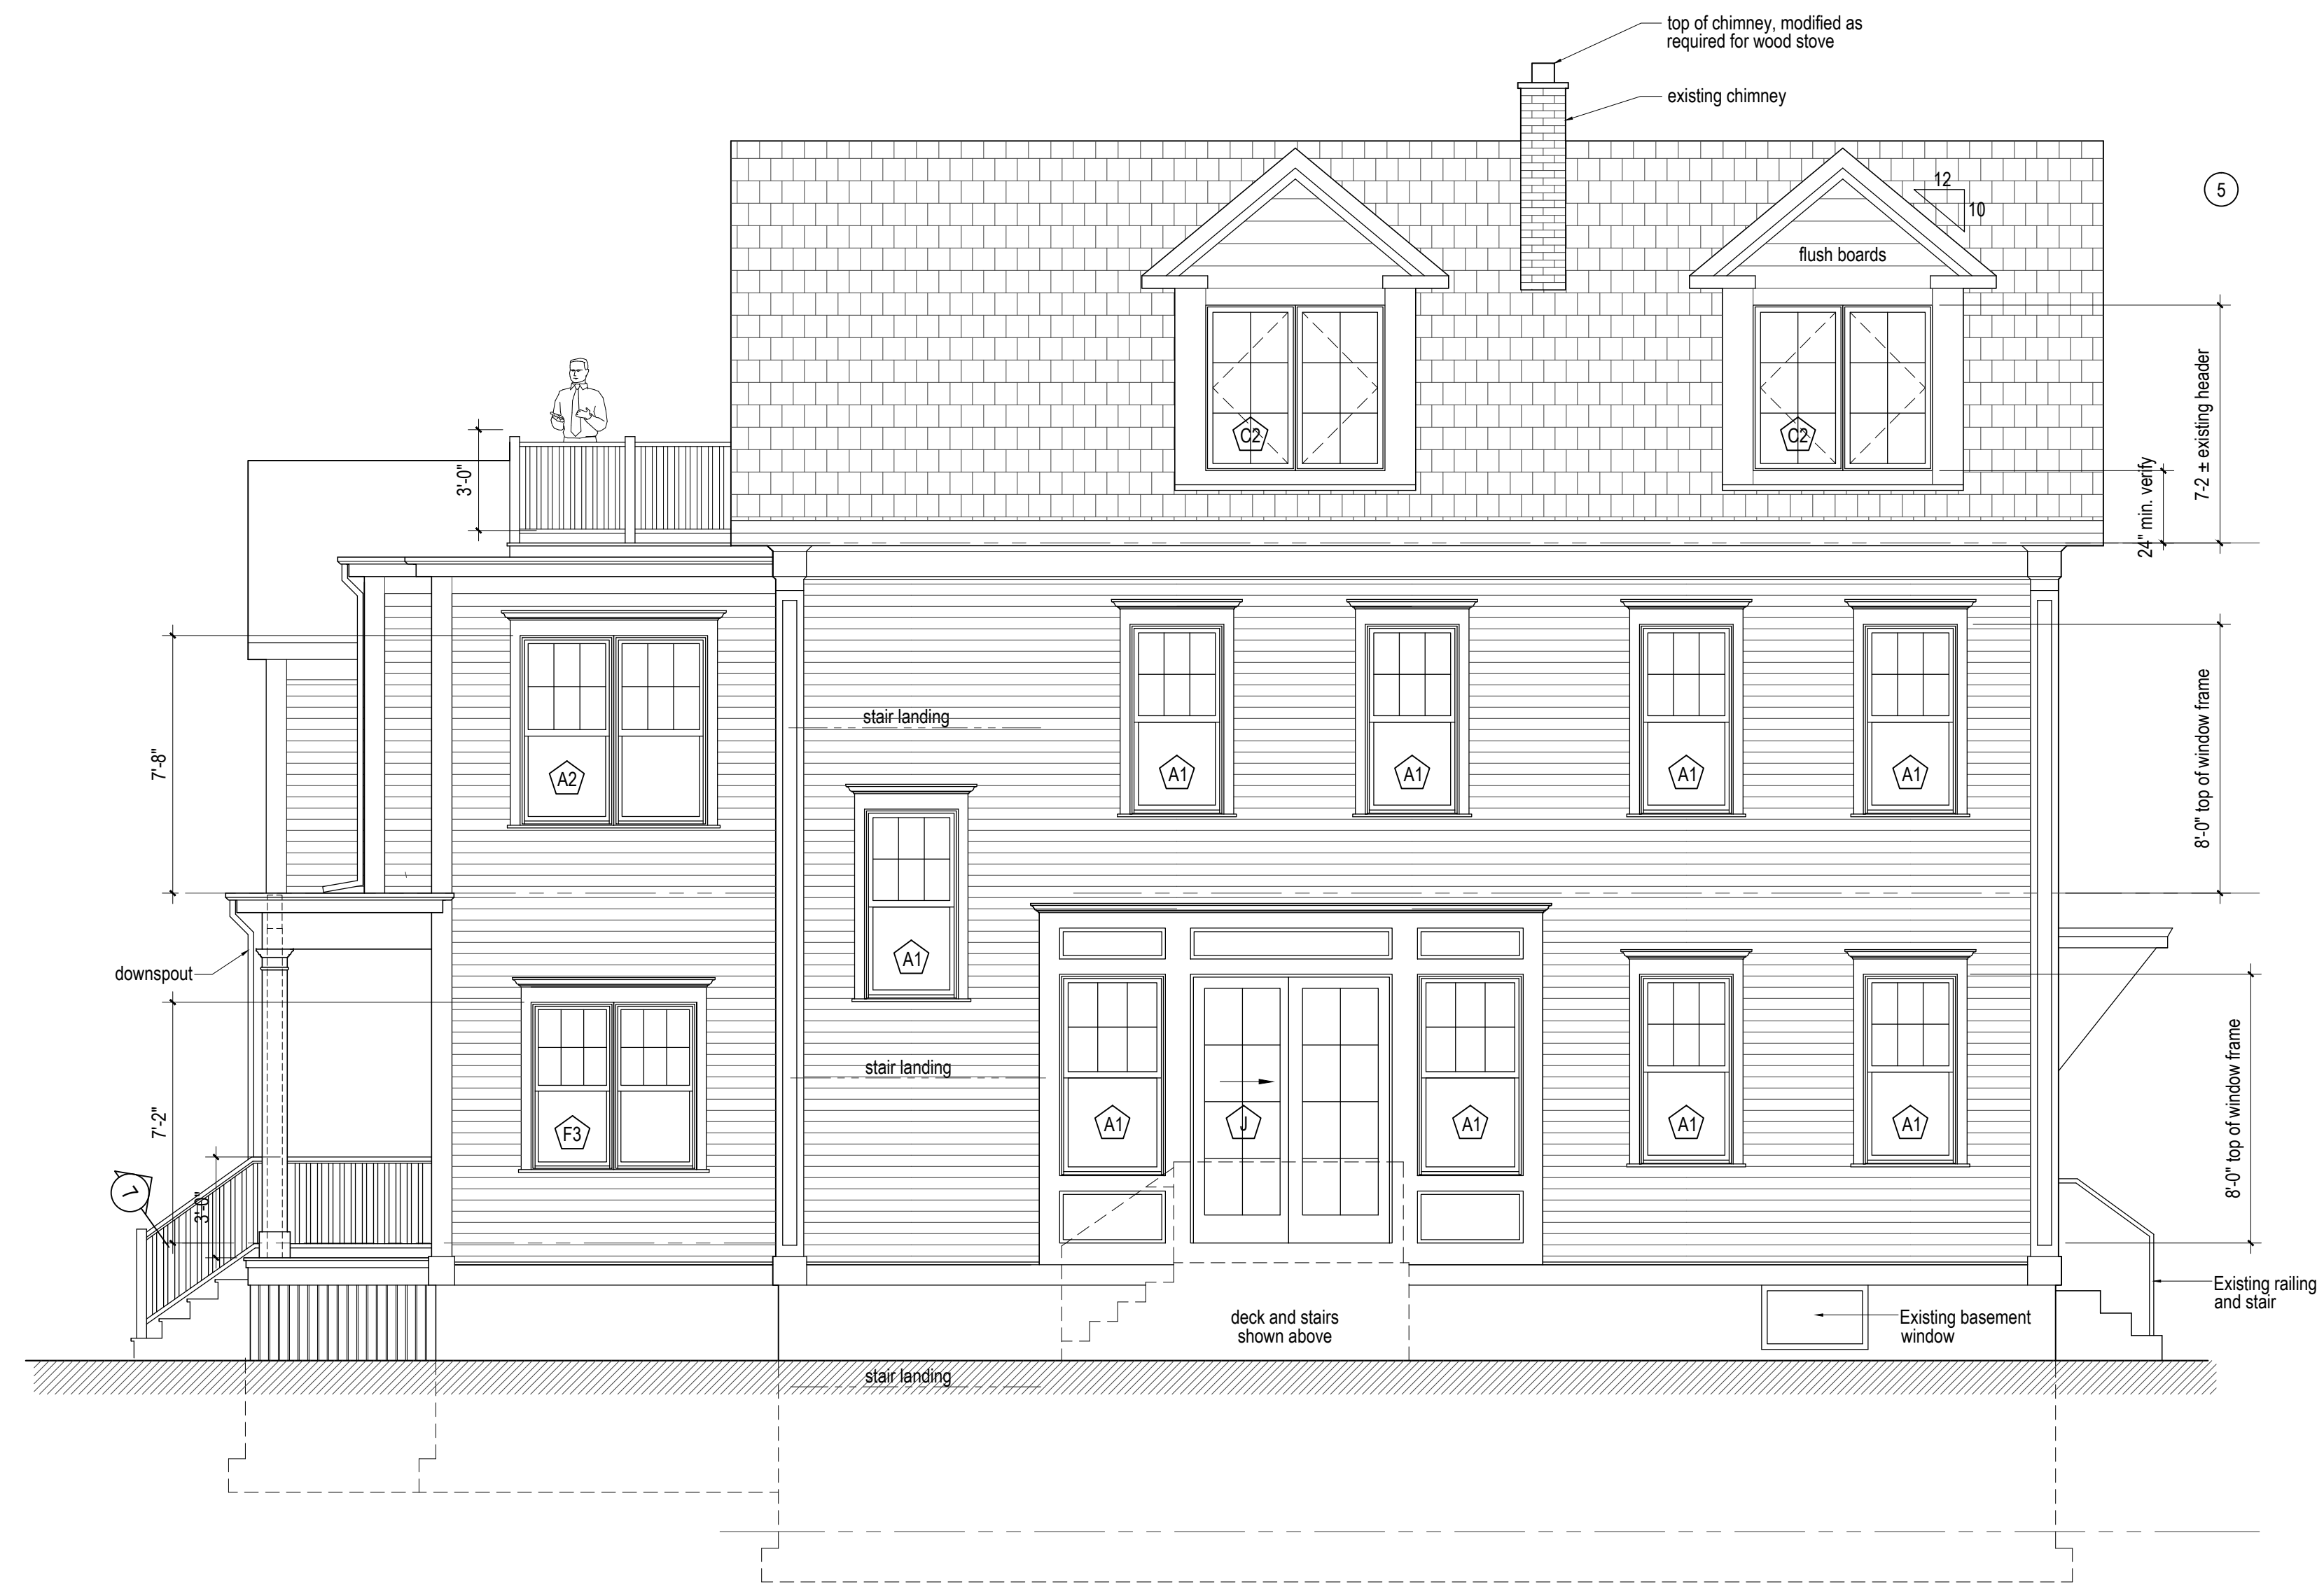 top of chimney, modified as
required for wood stove
existing chimney
12
10
5
flush boards
C2
C2
7-2 ± existing header
24" min. verify
3'-0"
stair landing
7'-8"
A2
A1
A1
A1
A1
8'-0" top of window frame
A1
downspout
stair landing
7'-2"
F3
A1
J
A1
A1
A1
8'-0" top of window frame
7
3'-0"
deck and stairs
shown above
Existing basement
window
Existing railing
and stair
stair landing